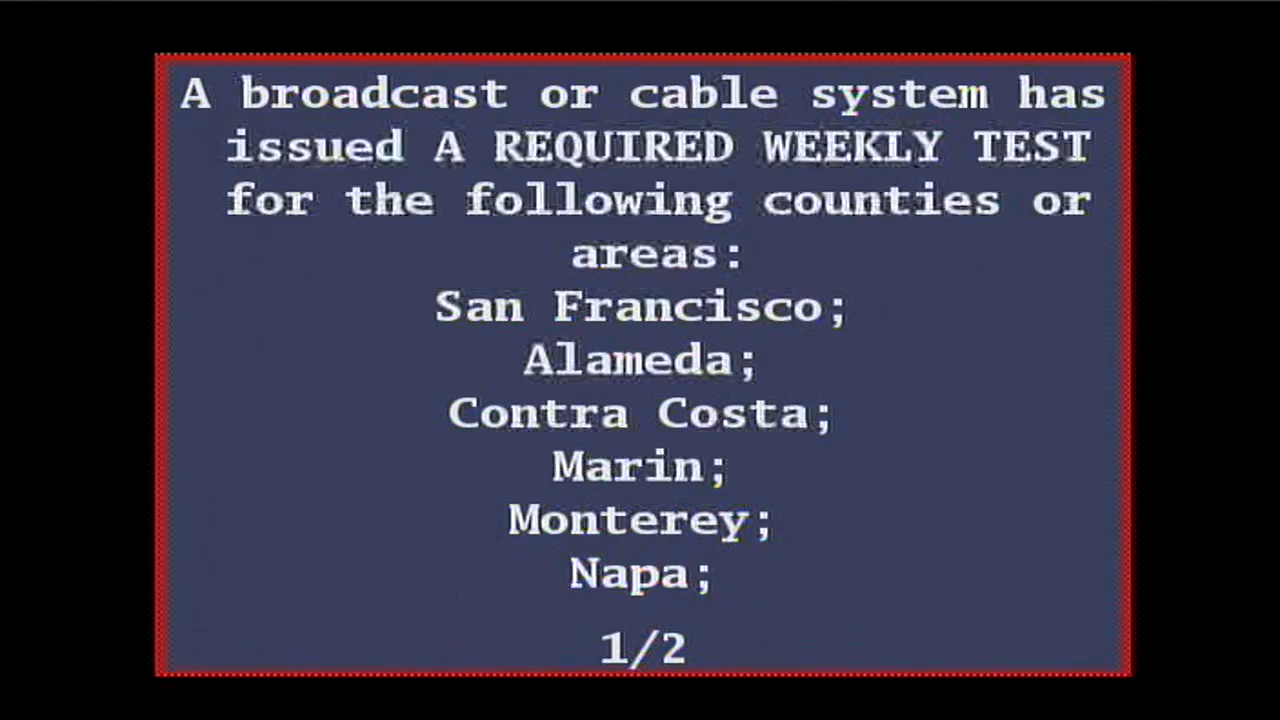 A broadcast or cable system has
issued A REQUIRED WEEKLY TEST
for the following counties or
areas:
San Francisco;
Alameda;
Contra Costa;
Marin;
Monterey;
Napa;
1/2